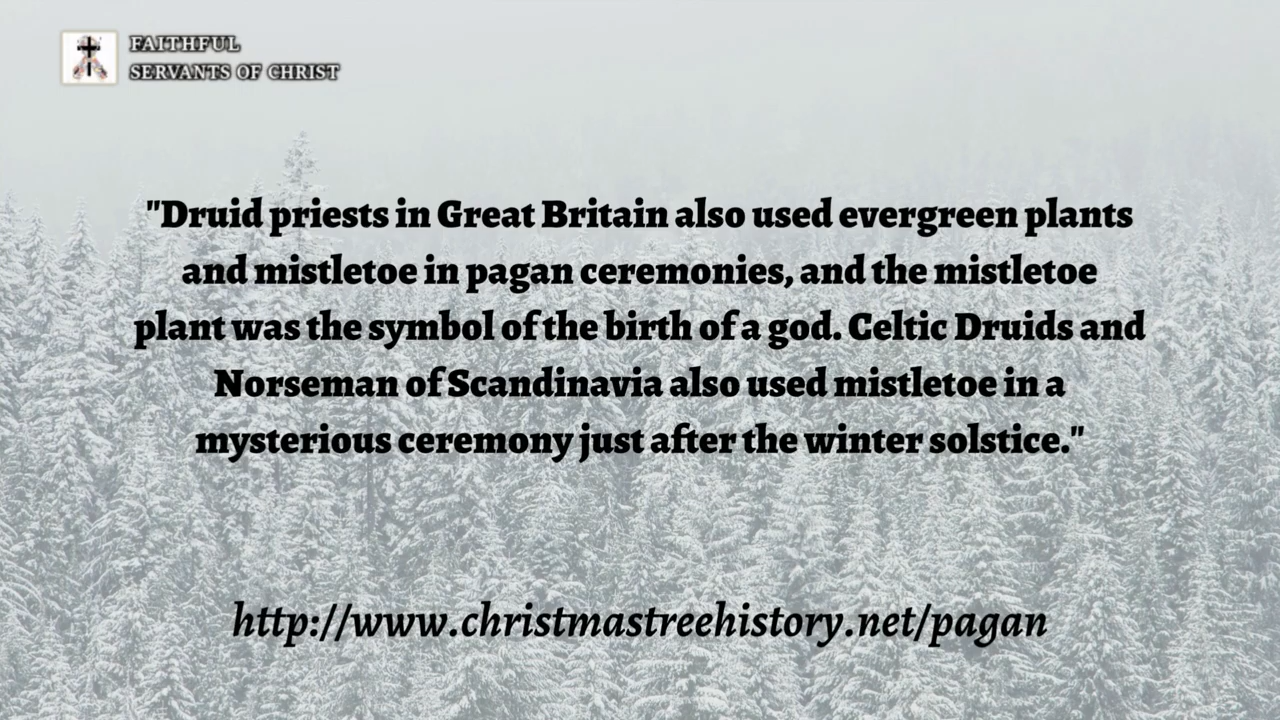 FAITHFUL
SERVANTS OF CHRIST
"Druid priests in Great Britain also used evergreen plants
and mistletoe in pagan ceremonies, and the mistletoe
plant was the symbol of the birth of a god. Celtic Druids and
Norseman of Scandinavia also used mistletoe in a
mysterious ceremony just after the winter solstice."
http://www.christmastreehistory.net/pagan